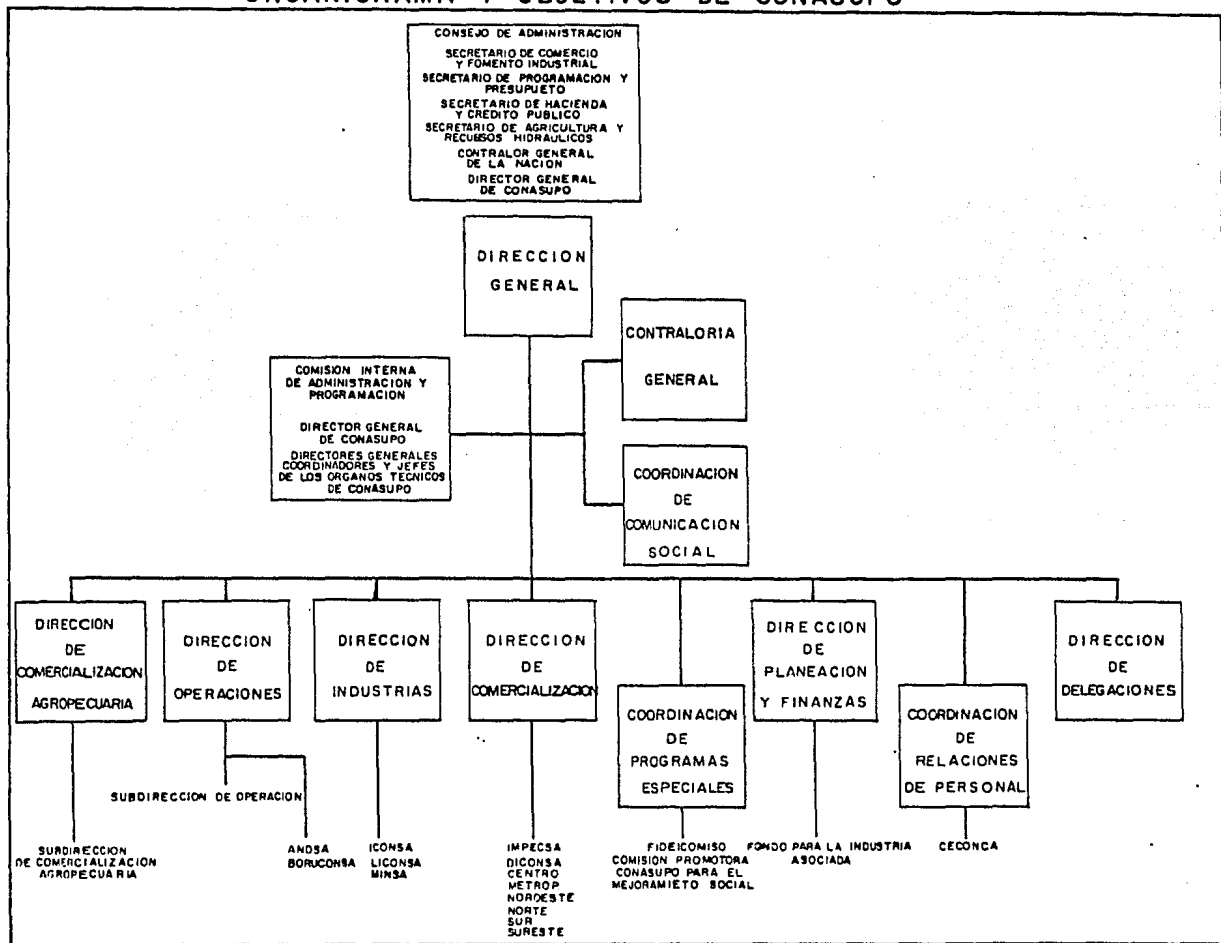 ORGANIGRAMA Y OBJETIVOS DE CONASUPO
CONSEJO DE ADMINISTRACION
SECRETARIO DE COMERCIO
Y FOMENTO INDUSTRIAL
SECRETARIO DE PROGRAMACION Y
PRESUPUETO
SECRETARIO DE HACIENDA
Y CREDITO PUBLICO
SECRETARIO DE AGRICULTURA Y
RECURSOS HIDRAULICOS
CONTRALOR GENERAL
DE LA NACION
DIRECTOR GENERAL
DE CONASUPO
DIRECCION
GENERAL
CONTRALORIA
GENERAL
COMISION INTERNA
DE ADMINISTRACION Y
PROGRAMACION
DIRECTOR GENERAL
DE CONASUPO
DIRECTORES GENERALES
COORDINADORES Y JEFES
DE LOS ORGANOS TECNICOS
DE CONASUPO
COORDINACION
DE
COMUNICACION
SOCIAL
DIRECCION
DE
COMERCIALIZACION
AGROPECUARIA
DIRECCION
DE
OPERACIONES
DIRECCION
DE
INDUSTRIAS
DIRECCION
DE
COMERCIALIZACION
COORDINACION
DE
PROGRAMAS
ESPECIALES
DIRECCION
DE
PLANEACION
Y FINANZAS
COORDINACION
DE
RELACIONES
DE PERSONAL
DIRECCION
DE
DELEGACIONES
SUBDIRECCION
DE COMERCIALIZACION
AGROPECUARIA
SUBDIRECCION DE OPERACION
ANDSA
BORUCONSA
ICONSA
LICONSA
MINSA
IMPECSA
DICONSA
CENTRO
METROP
NOROESTE
NORTE
SUR
SURESTE
FIDEICOMISO
COMISION PROMOTORA
CONASUPO PARA EL
MEJORAMIETO SOCIAL
FONDO PARA LA INDUSTRIA
ASOCIADA
CECONCA